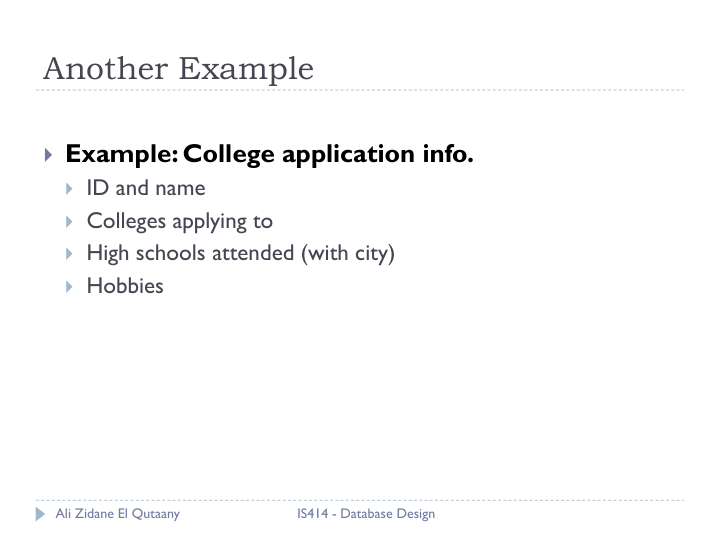 Another Example
Example: College application info.
ID and name
Colleges applying to
High schools attended (with city)
Hobbies
Ali Zidane El Qutaany
IS414 - Database Design